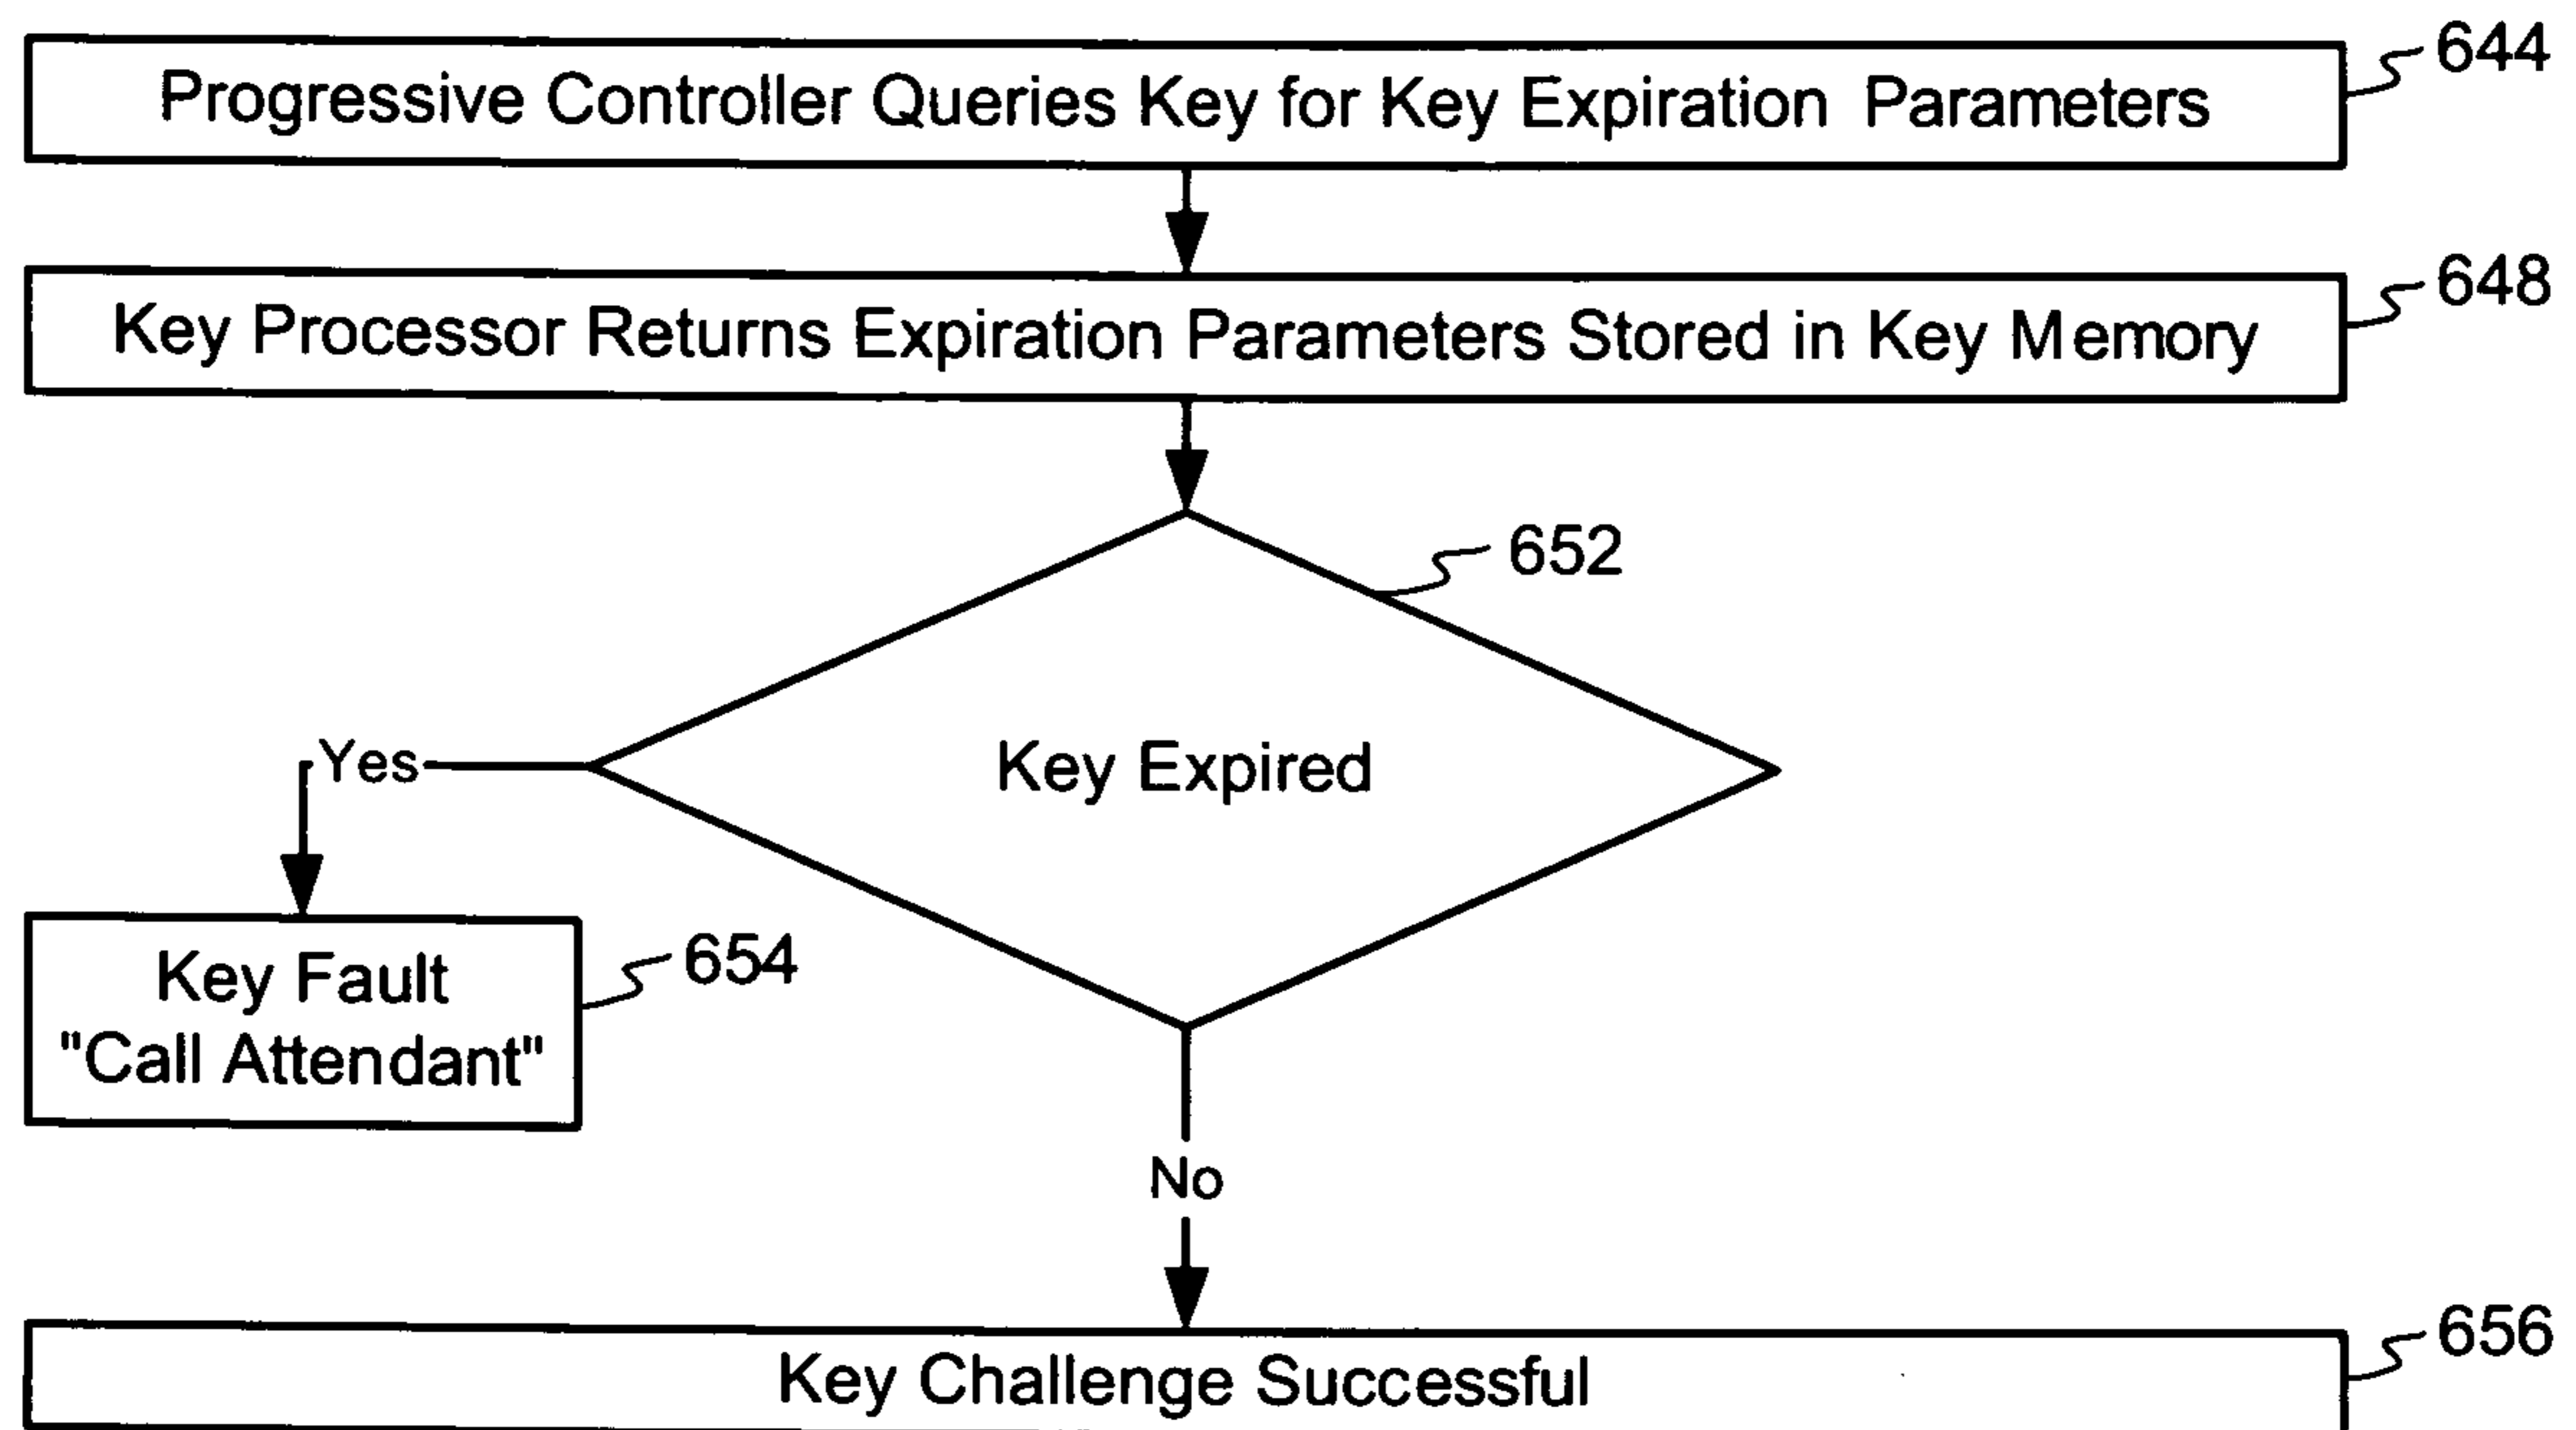 Progressive Controller Queries Key for Key Expiration Parameters
644
Key Processor Returns Expiration Parameters Stored in Key Memory
648
652
Key Expired
Yes
Key Fault
"Call Attendant"
654
No
Key Challenge Successful
656